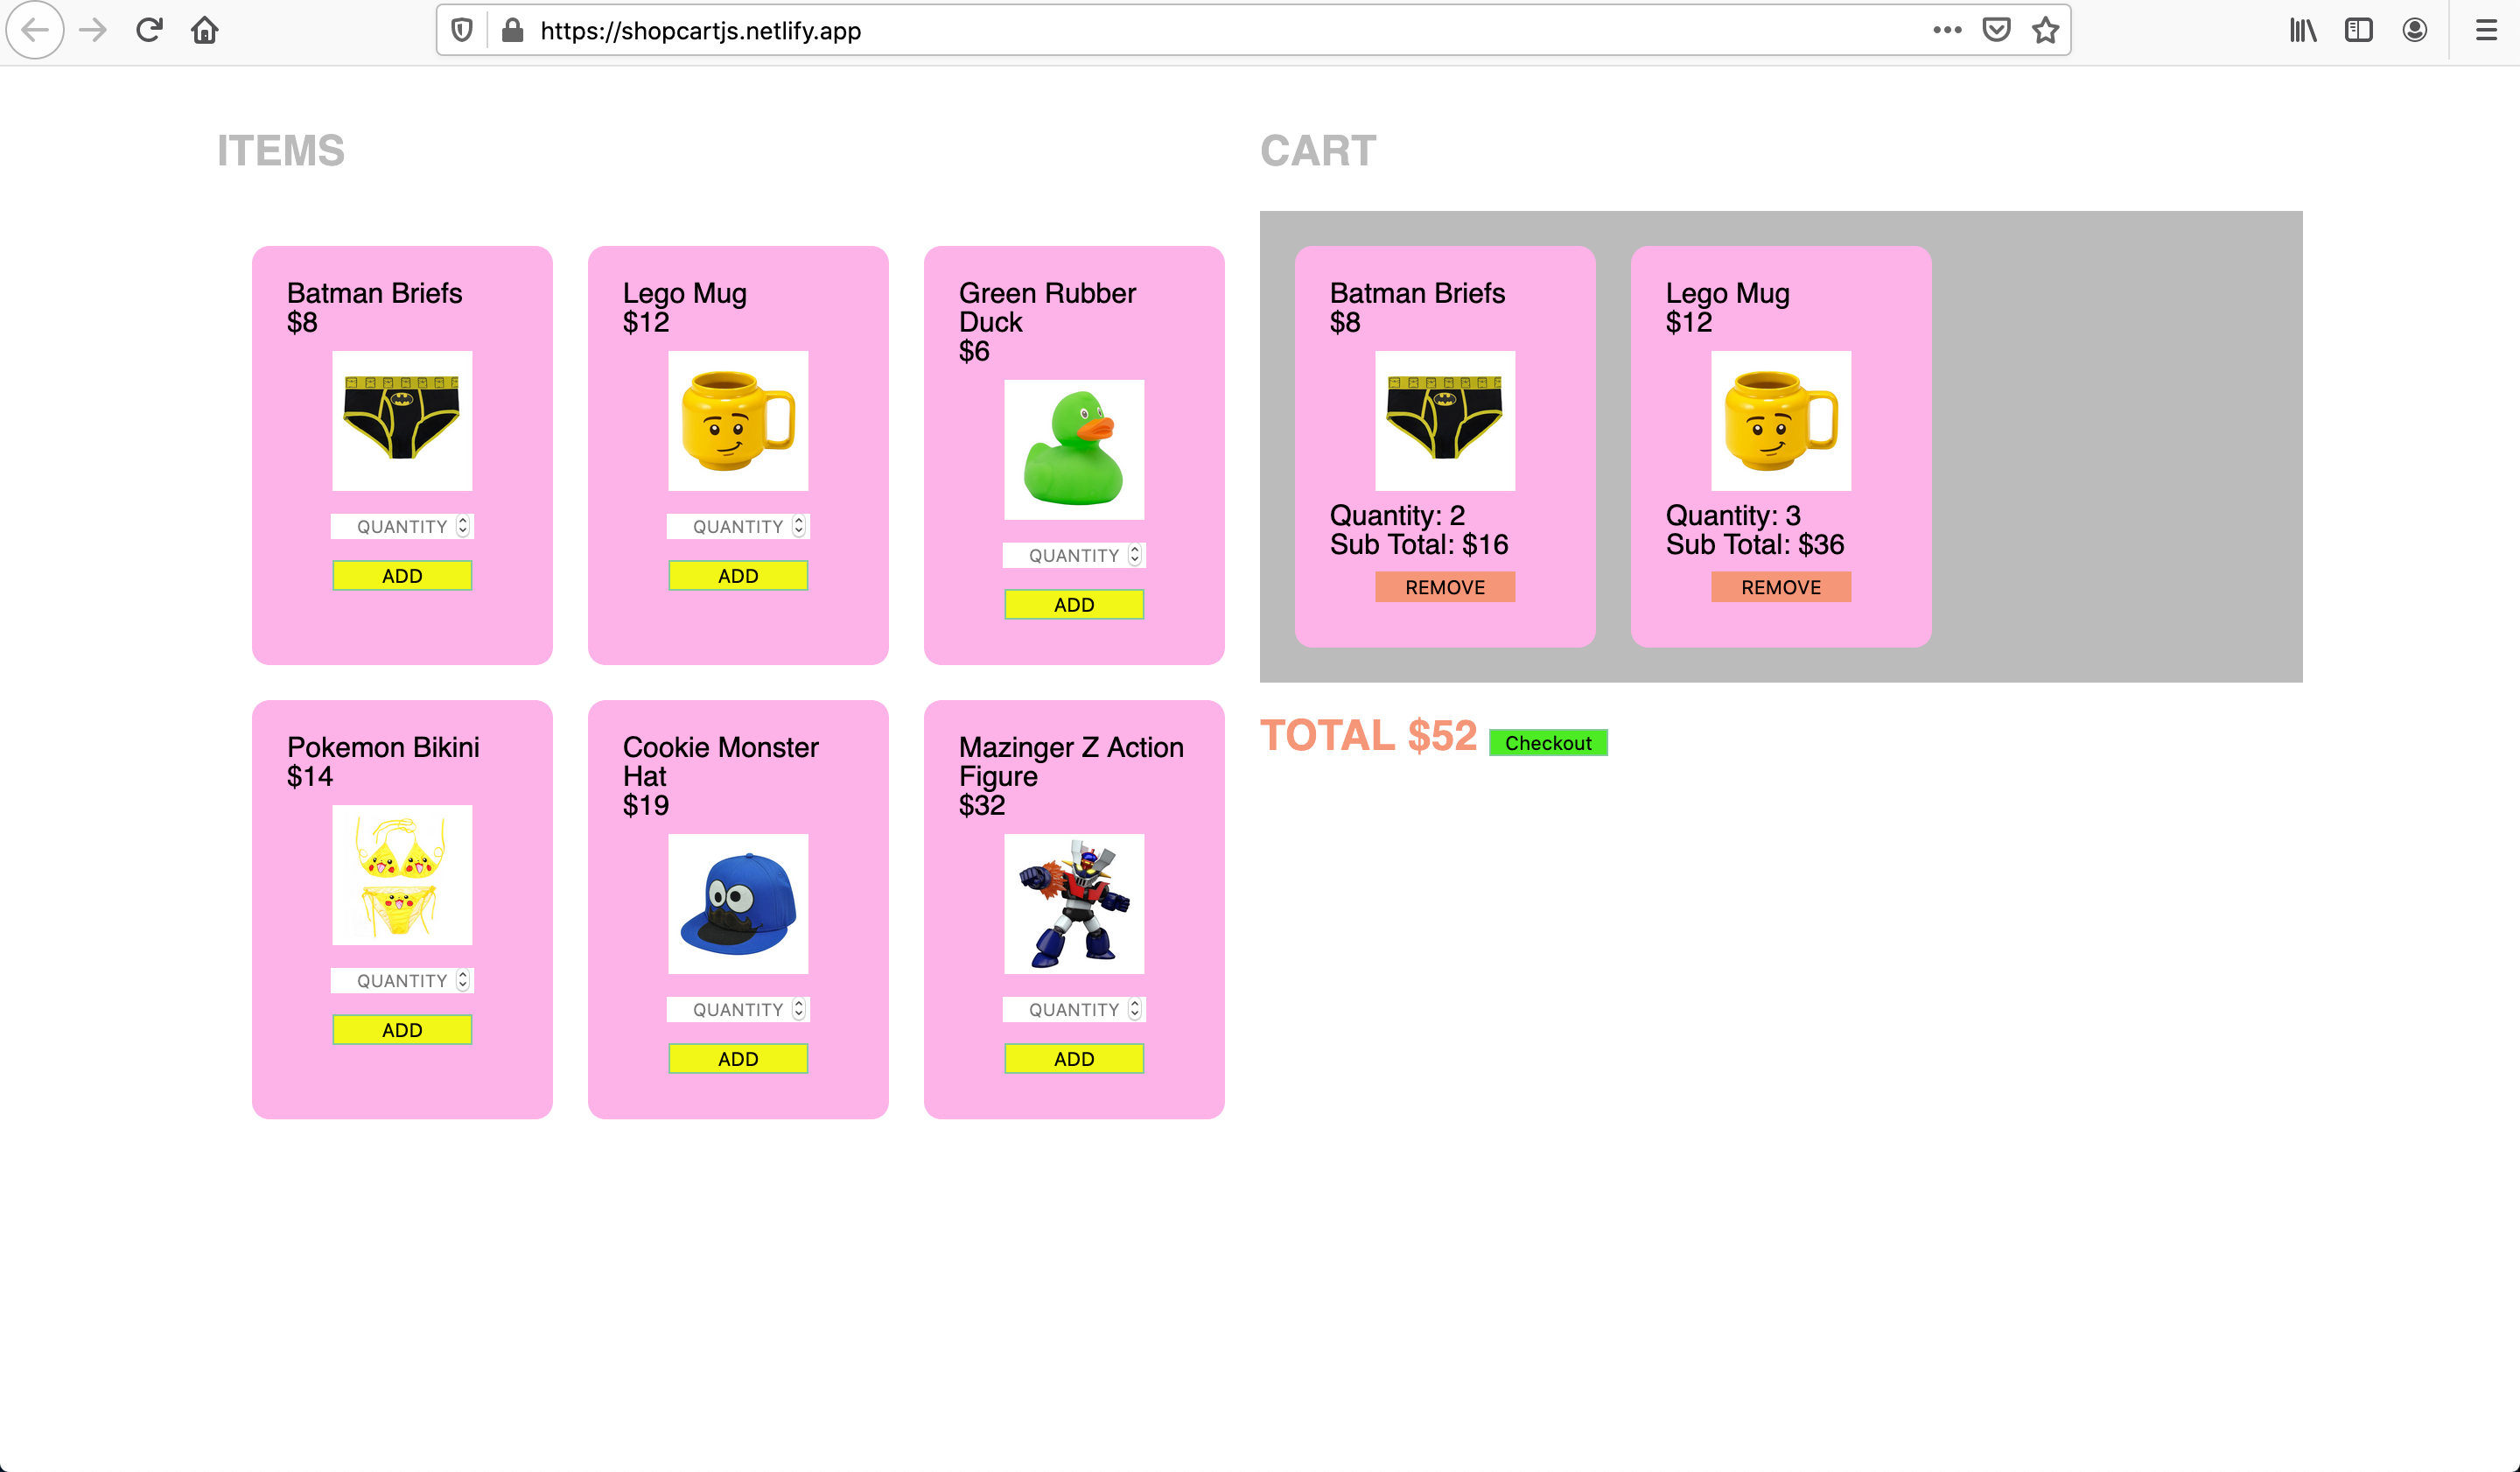 https://shopcartjs.netlify.app
ITEMS
Batman Briefs
$8
QUANTITY
ADD
Lego Mug
$12
QUANTITY
ADD
Green Rubber
Duck
$6
QUANTITY
ADD
Pokemon Bikini
$14
QUANTITY
ADD
Cookie Monster
Hat
$19
QUANTITY
ADD
Mazinger Z Action
Figure
$32
QUANTITY
ADD
CART
Batman Briefs
$8
Quantity: 2
Sub Total: $16
REMOVE
Lego Mug
$12
Quantity: 3
Sub Total: $36
REMOVE
TOTAL $52
Checkout